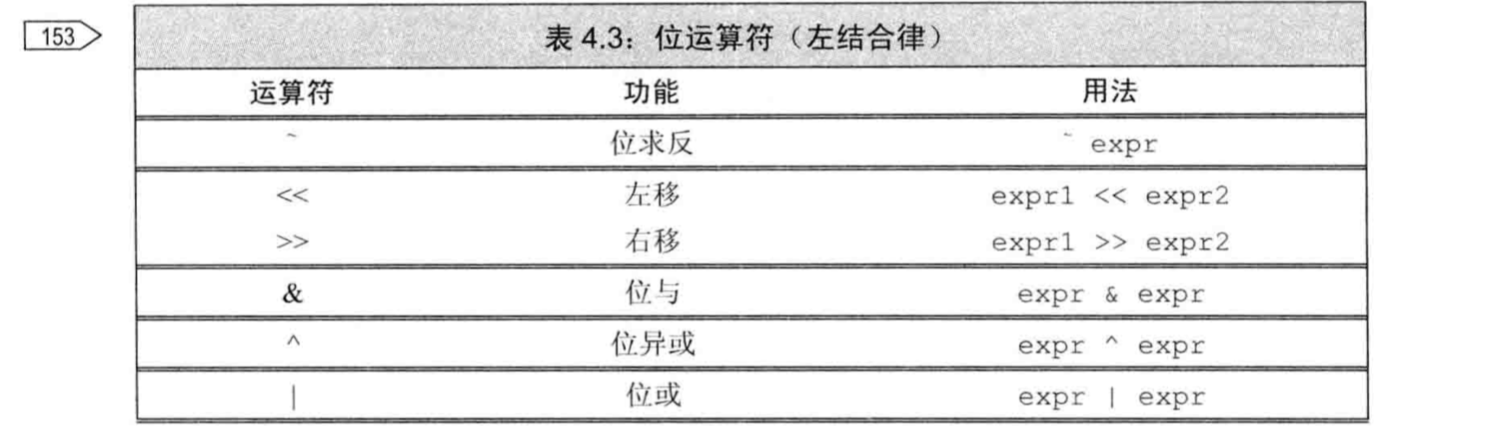 153
表 4.3：位运算符（左结合律）
运算符 功能 用法
~ 位求反 ~ expr
<< 左移 expr1 << expr2
>> 右移 expr1 >> expr2
& 位与 expr & expr
^ 位异或 expr ^ expr
| 位或 expr | expr